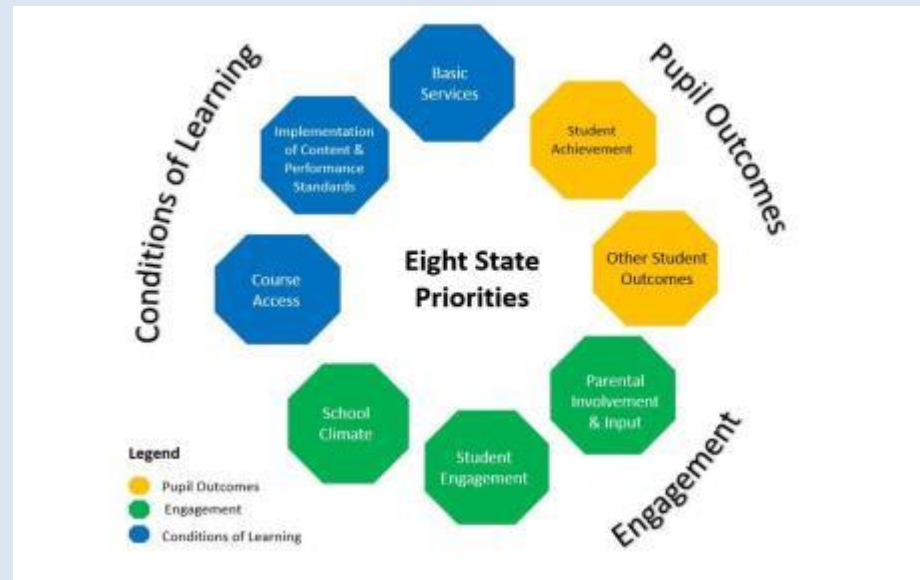 Conditions of Learning
Pupil Outcomes
Engagement
Basic
Services
Student
Achievement
Other Student
Outcomes
Parental
Involvement
& Input
Student
Engagement
School
Climate
Course
Access
Implementation
of Content &
Performance
Standards
Eight State
Priorities
Legend
Pupil Outcomes
Engagement
Conditions of Learning